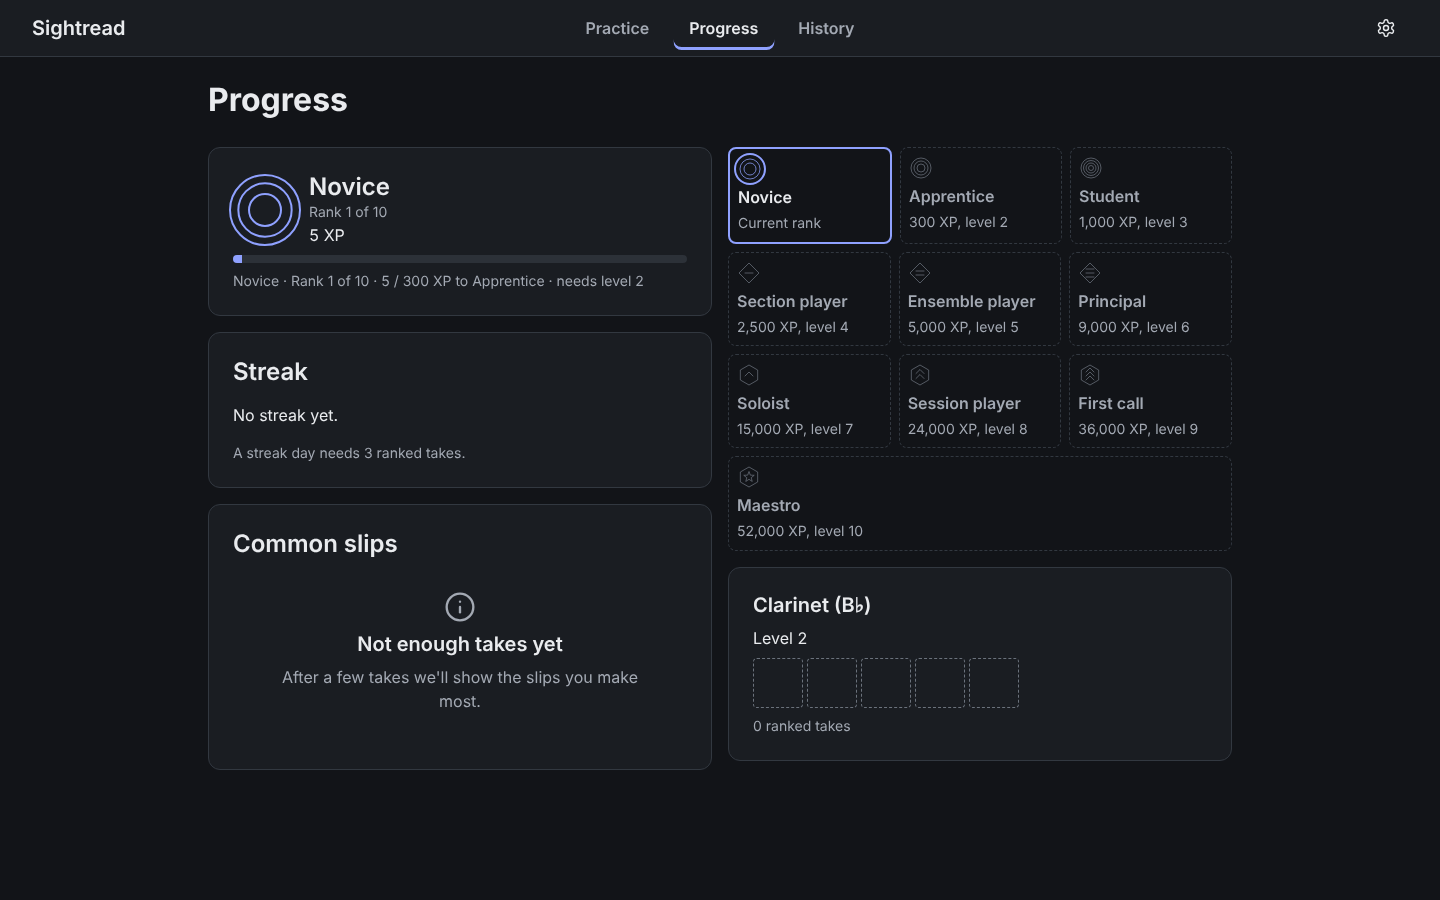 Sightread
Practice
Progress
History
Progress
Novice
Rank 1 of 10
5 XP
Novice · Rank 1 of 10 · 5 / 300 XP to Apprentice · needs level 2
Streak
No streak yet.
A streak day needs 3 ranked takes.
Common slips
Not enough takes yet
After a few takes we'll show the slips you make
most.
Novice
Current rank
Apprentice
300 XP, level 2
Student
1,000 XP, level 3
Section player
2,500 XP, level 4
Ensemble player
5,000 XP, level 5
Principal
9,000 XP, level 6
Soloist
15,000 XP, level 7
Session player
24,000 XP, level 8
First call
36,000 XP, level 9
Maestro
52,000 XP, level 10
Clarinet (B♭)
Level 2
0 ranked takes